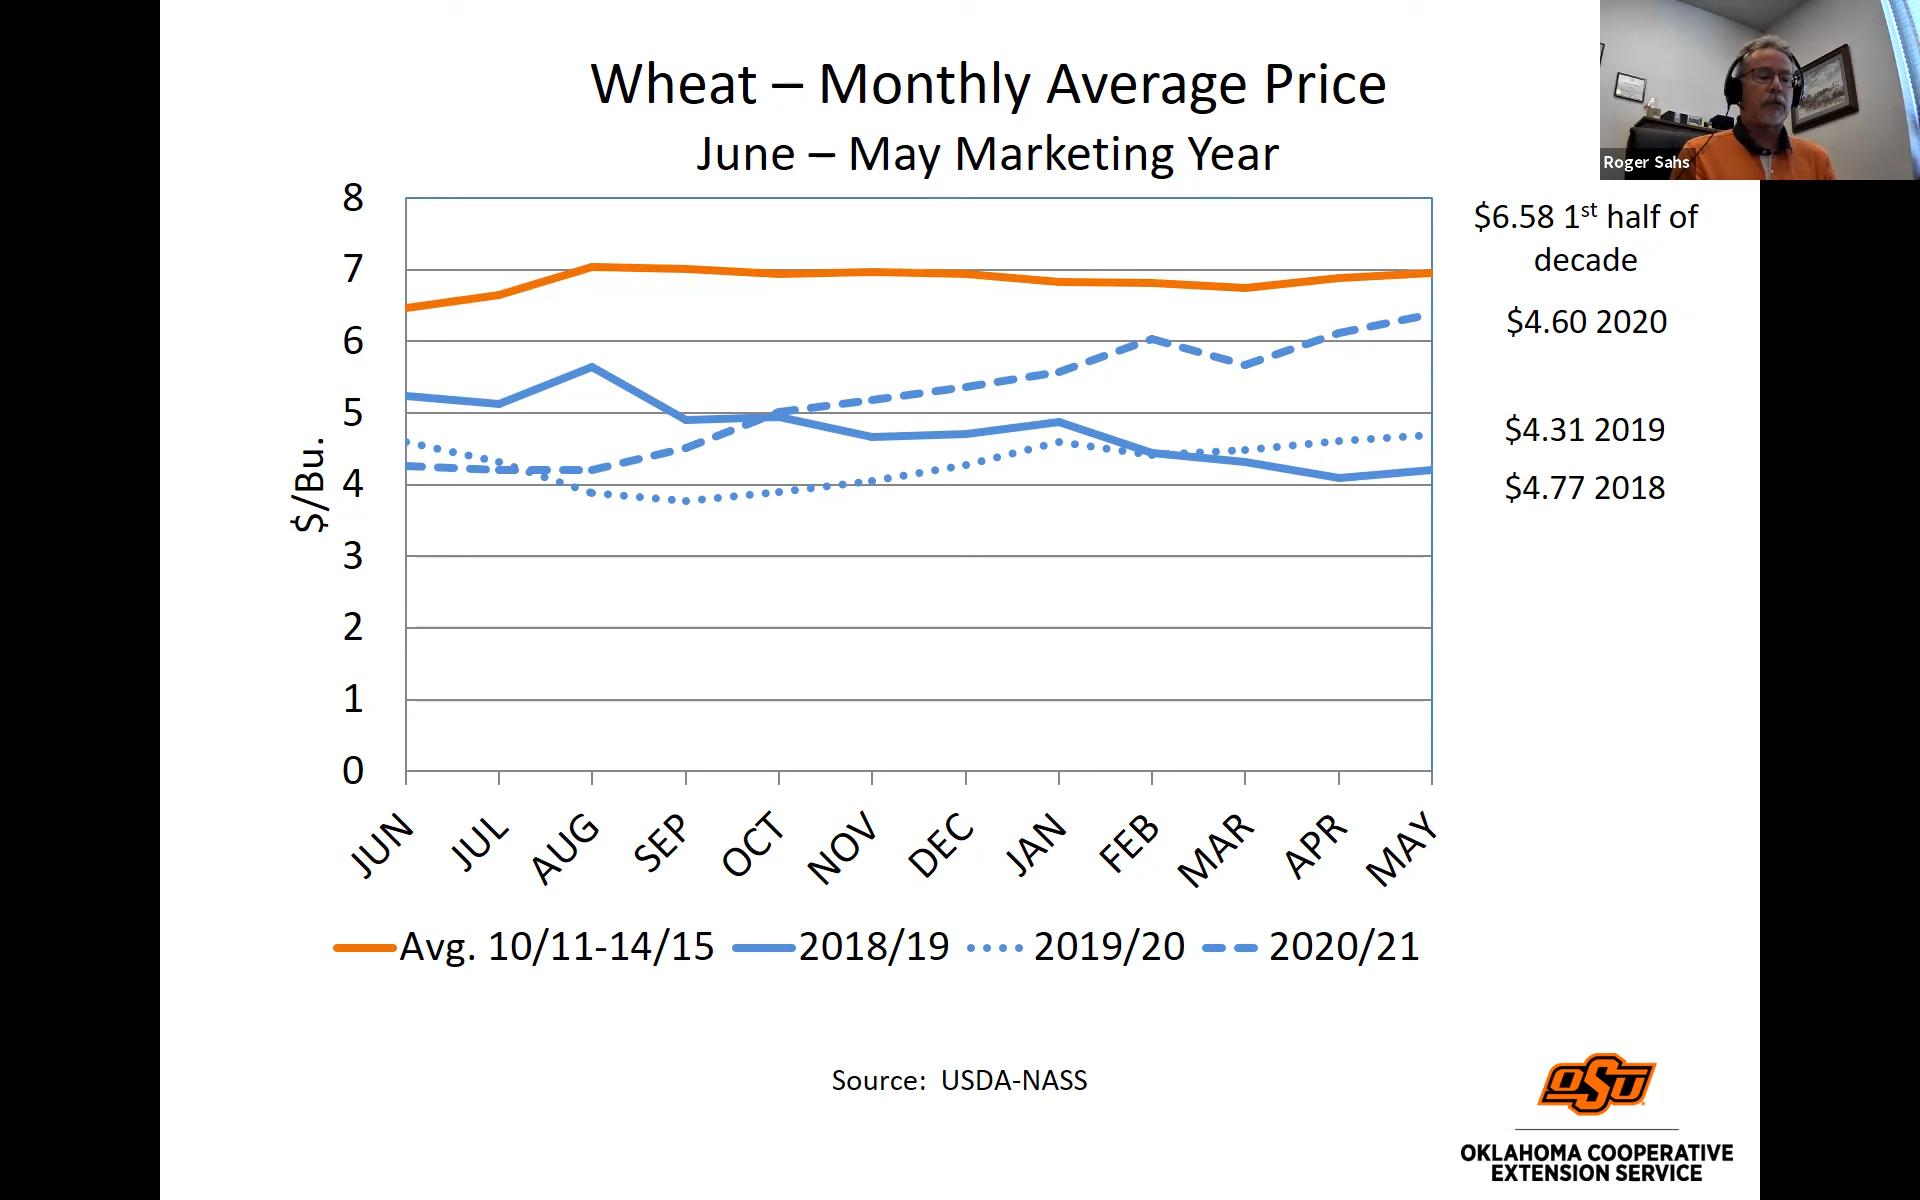 Wheat – Monthly Average Price
June – May Marketing Year
Roger Sahs
$6.58 1st half of
decade
$4.60 2020
$4.31 2019
$4.77 2018
$/Bu.
8
7
6
5
4
3
2
1
0
JUN
JUL
AUG
SEP
OCT
NOV
DEC
JAN
FEB
MAR
APR
MAY
Avg. 10/11-14/15 2018/19 2019/20 2020/21
Source: USDA-NASS
OSU
OKLAHOMA COOPERATIVE
EXTENSION SERVICE